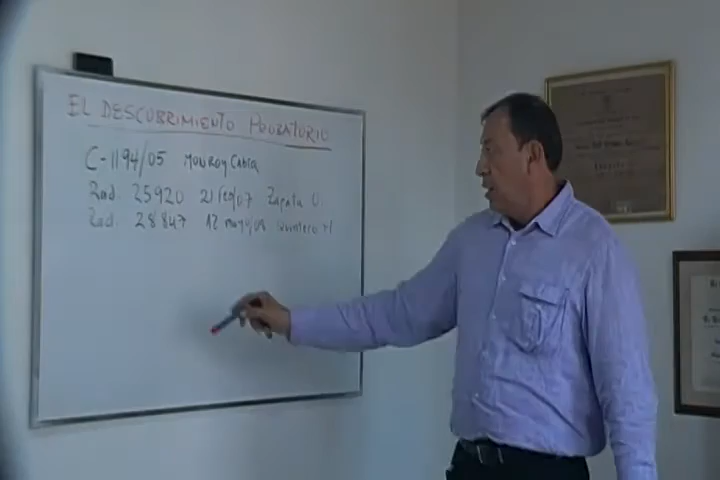 EL DESCUBRIMIENTO PROBATORIO
C-1194/05 MONROY CABRA
Rad. 25920 21 feb/07 Zapata O.
Rad. 28847 12 mayo/08 Quintero M